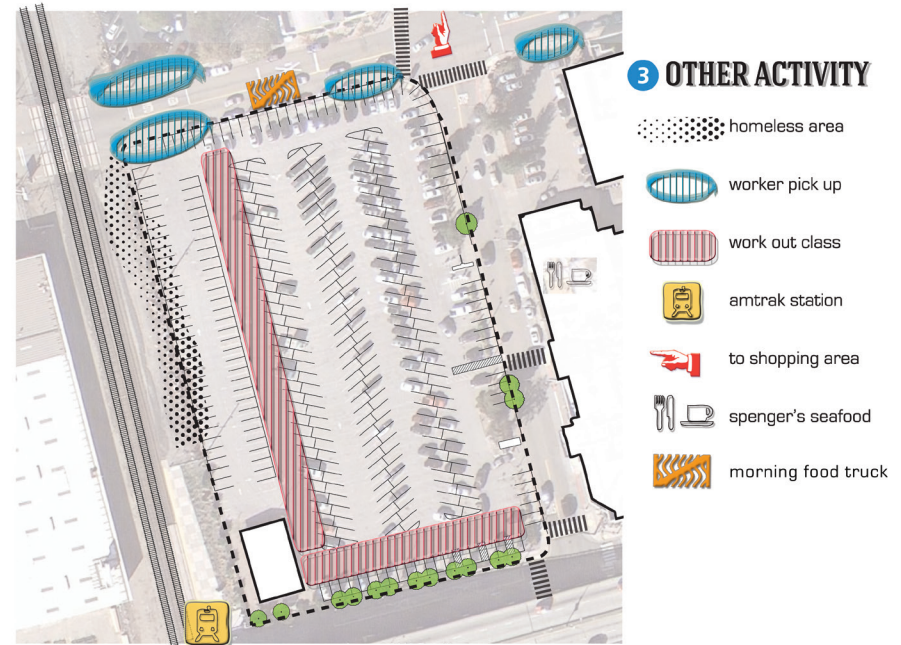 3 OTHER ACTIVITY
homeless area
worker pick up
work out class
amtrak station
to shopping area
spenger's seafood
morning food truck